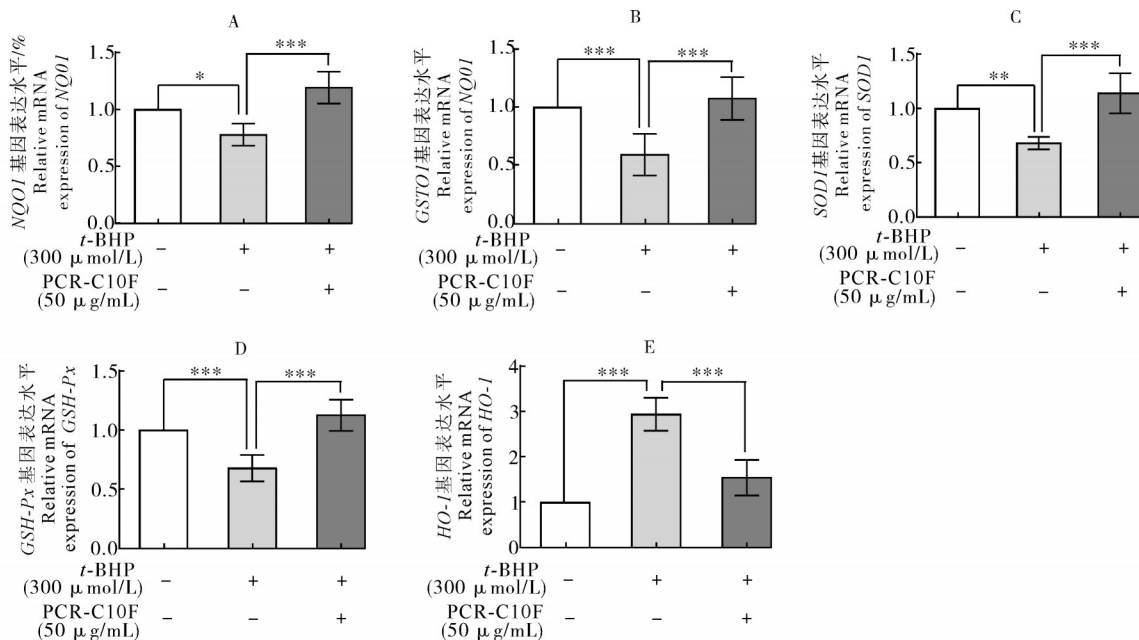 A
NQO1 基因表达水平/%
Relative mRNA
expression of NQ01
1.5
1.0
0.5
0.0
*
***
t-BHP
(300 μmol/L)
− + +
PCR-C10F
(50 μg/mL)
− − +
B
GSTO1基因表达水平
Relative mRNA
expression of NQ01
1.5
1.0
0.5
0.0
***
***
t-BHP
(300 μmol/L)
− + +
PCR-C10F
(50 μg/mL)
− − +
C
SOD1基因表达水平
Relative mRNA
expression of SOD1
1.5
1.0
0.5
0.0
**
***
t-BHP
(300 μmol/L)
− + +
PCR-C10F
(50 μg/mL)
− − +
D
GSH-Px 基因表达水平
Relative mRNA
expression of GSH-Px
1.5
1.0
0.5
0.0
***
***
t-BHP
(300 μmol/L)
− + +
PCR-C10F
(50 μg/mL)
− − +
E
HO-1基因表达水平
Relative mRNA
expression of HO-1
4
3
2
1
0
***
***
t-BHP
(300 μmol/L)
− + +
PCR-C10F
(50 μg/mL)
− − +